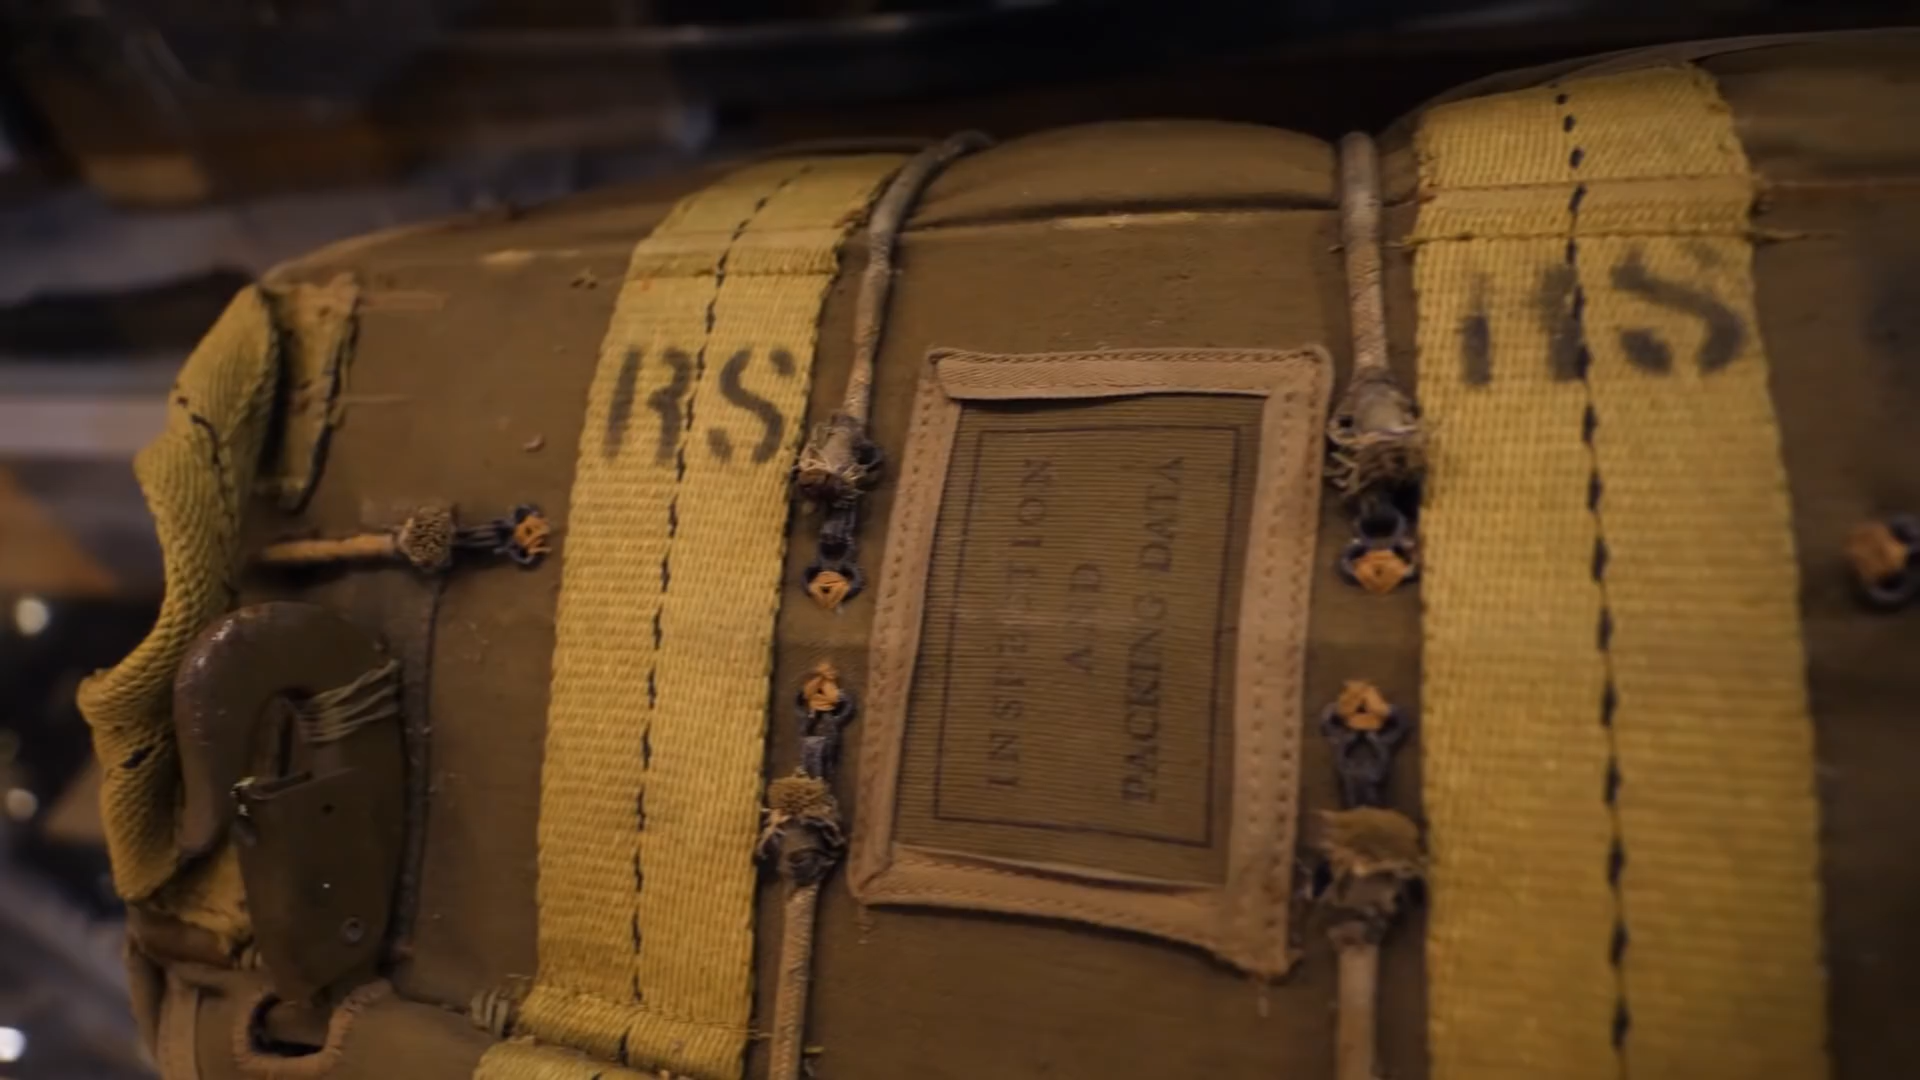 RS
RS
INSPECTION
AND
PACKING DATA